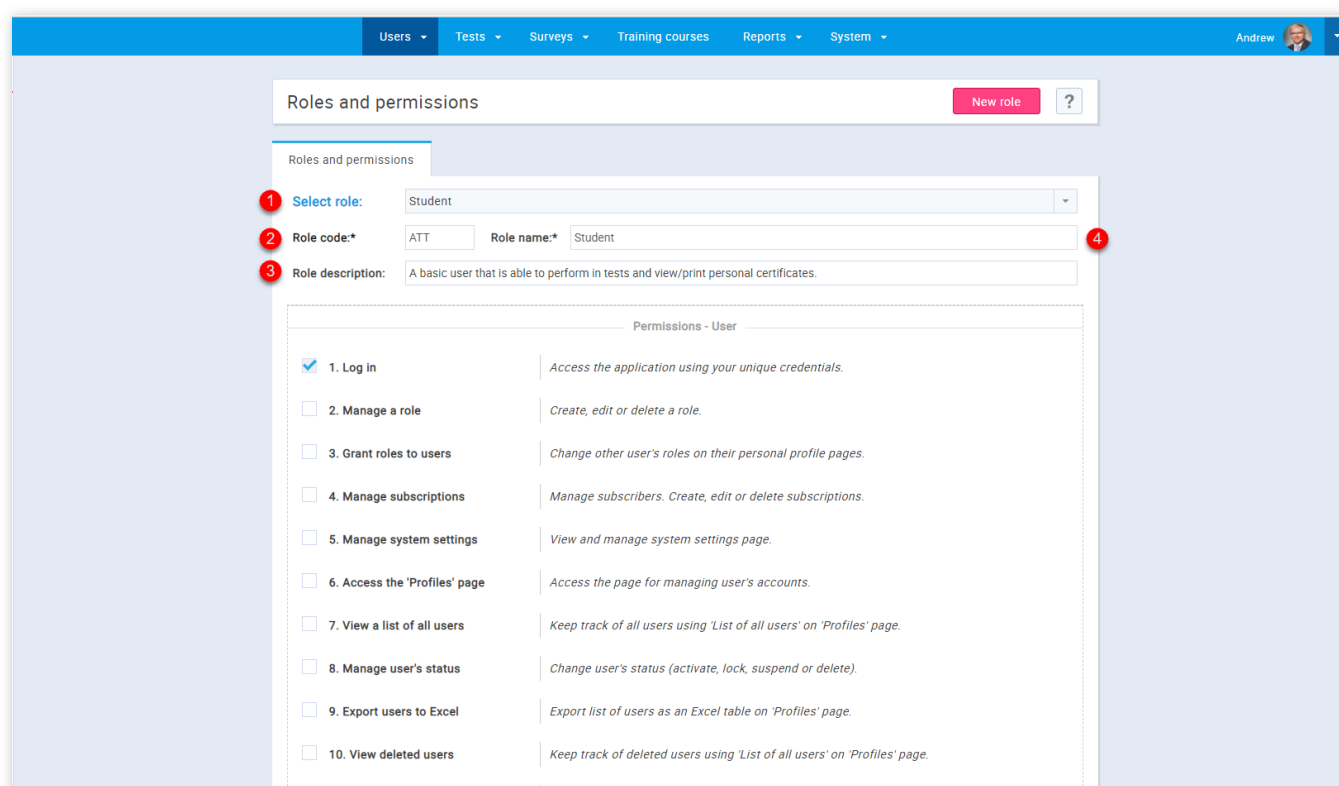 Users Tests Surveys Training courses Reports System Andrew
Roles and permissions New role ?
Roles and permissions
1 Select role: Student
2 Role code:* ATT Role name:* Student 4
3 Role description: A basic user that is able to perform in tests and view/print personal certificates.
Permissions - User
1. Log in Access the application using your unique credentials.
2. Manage a role Create, edit or delete a role.
3. Grant roles to users Change other user's roles on their personal profile pages.
4. Manage subscriptions Manage subscribers. Create, edit or delete subscriptions.
5. Manage system settings View and manage system settings page.
6. Access the 'Profiles' page Access the page for managing user's accounts.
7. View a list of all users Keep track of all users using 'List of all users' on 'Profiles' page.
8. Manage user's status Change user's status (activate, lock, suspend or delete).
9. Export users to Excel Export list of users as an Excel table on 'Profiles' page.
10. View deleted users Keep track of deleted users using 'List of all users' on 'Profiles' page.